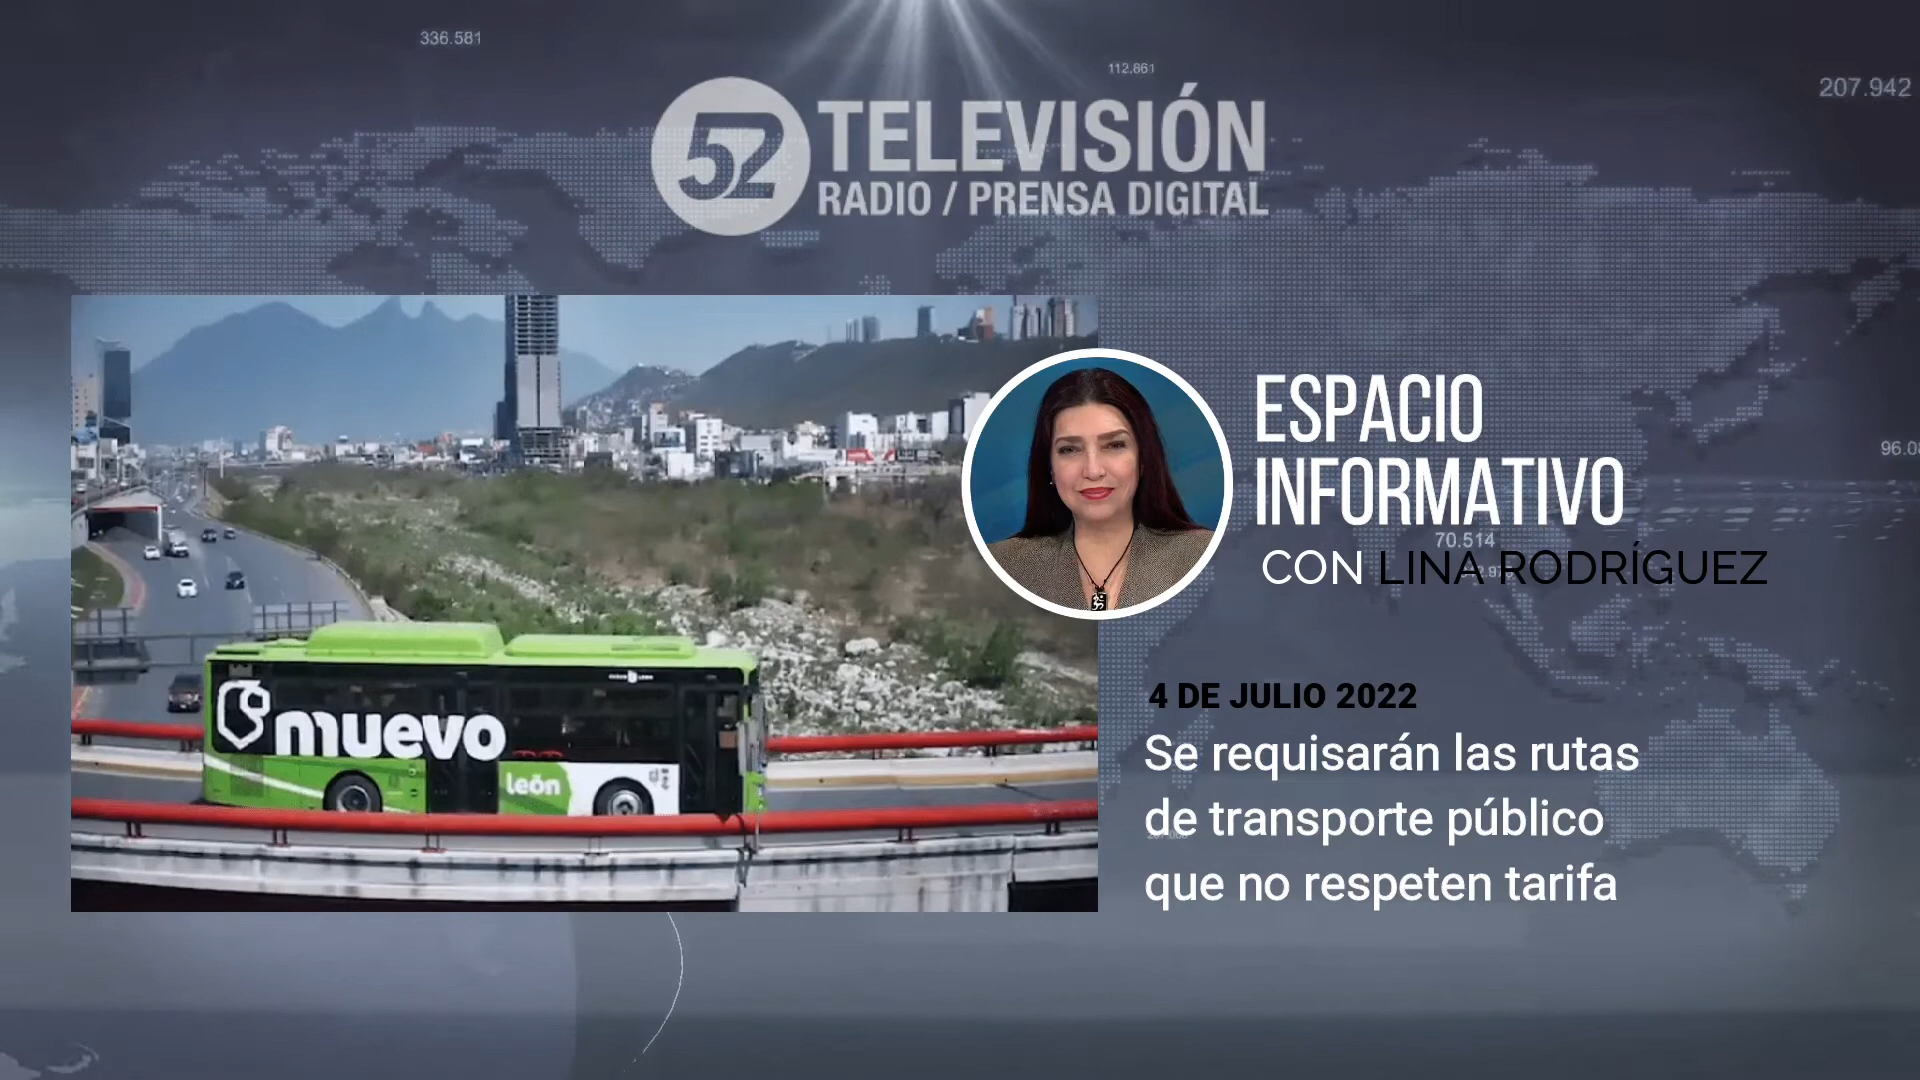 336.581
112.861
207.942
52 TELEVISIÓN
RADIO / PRENSA DIGITAL
ESPACIO
INFORMATIVO
70.514
CON LINA RODRÍGUEZ
4 DE JULIO 2022
Se requisarán las rutas
de transporte público
que no respeten tarifa
muevo
león